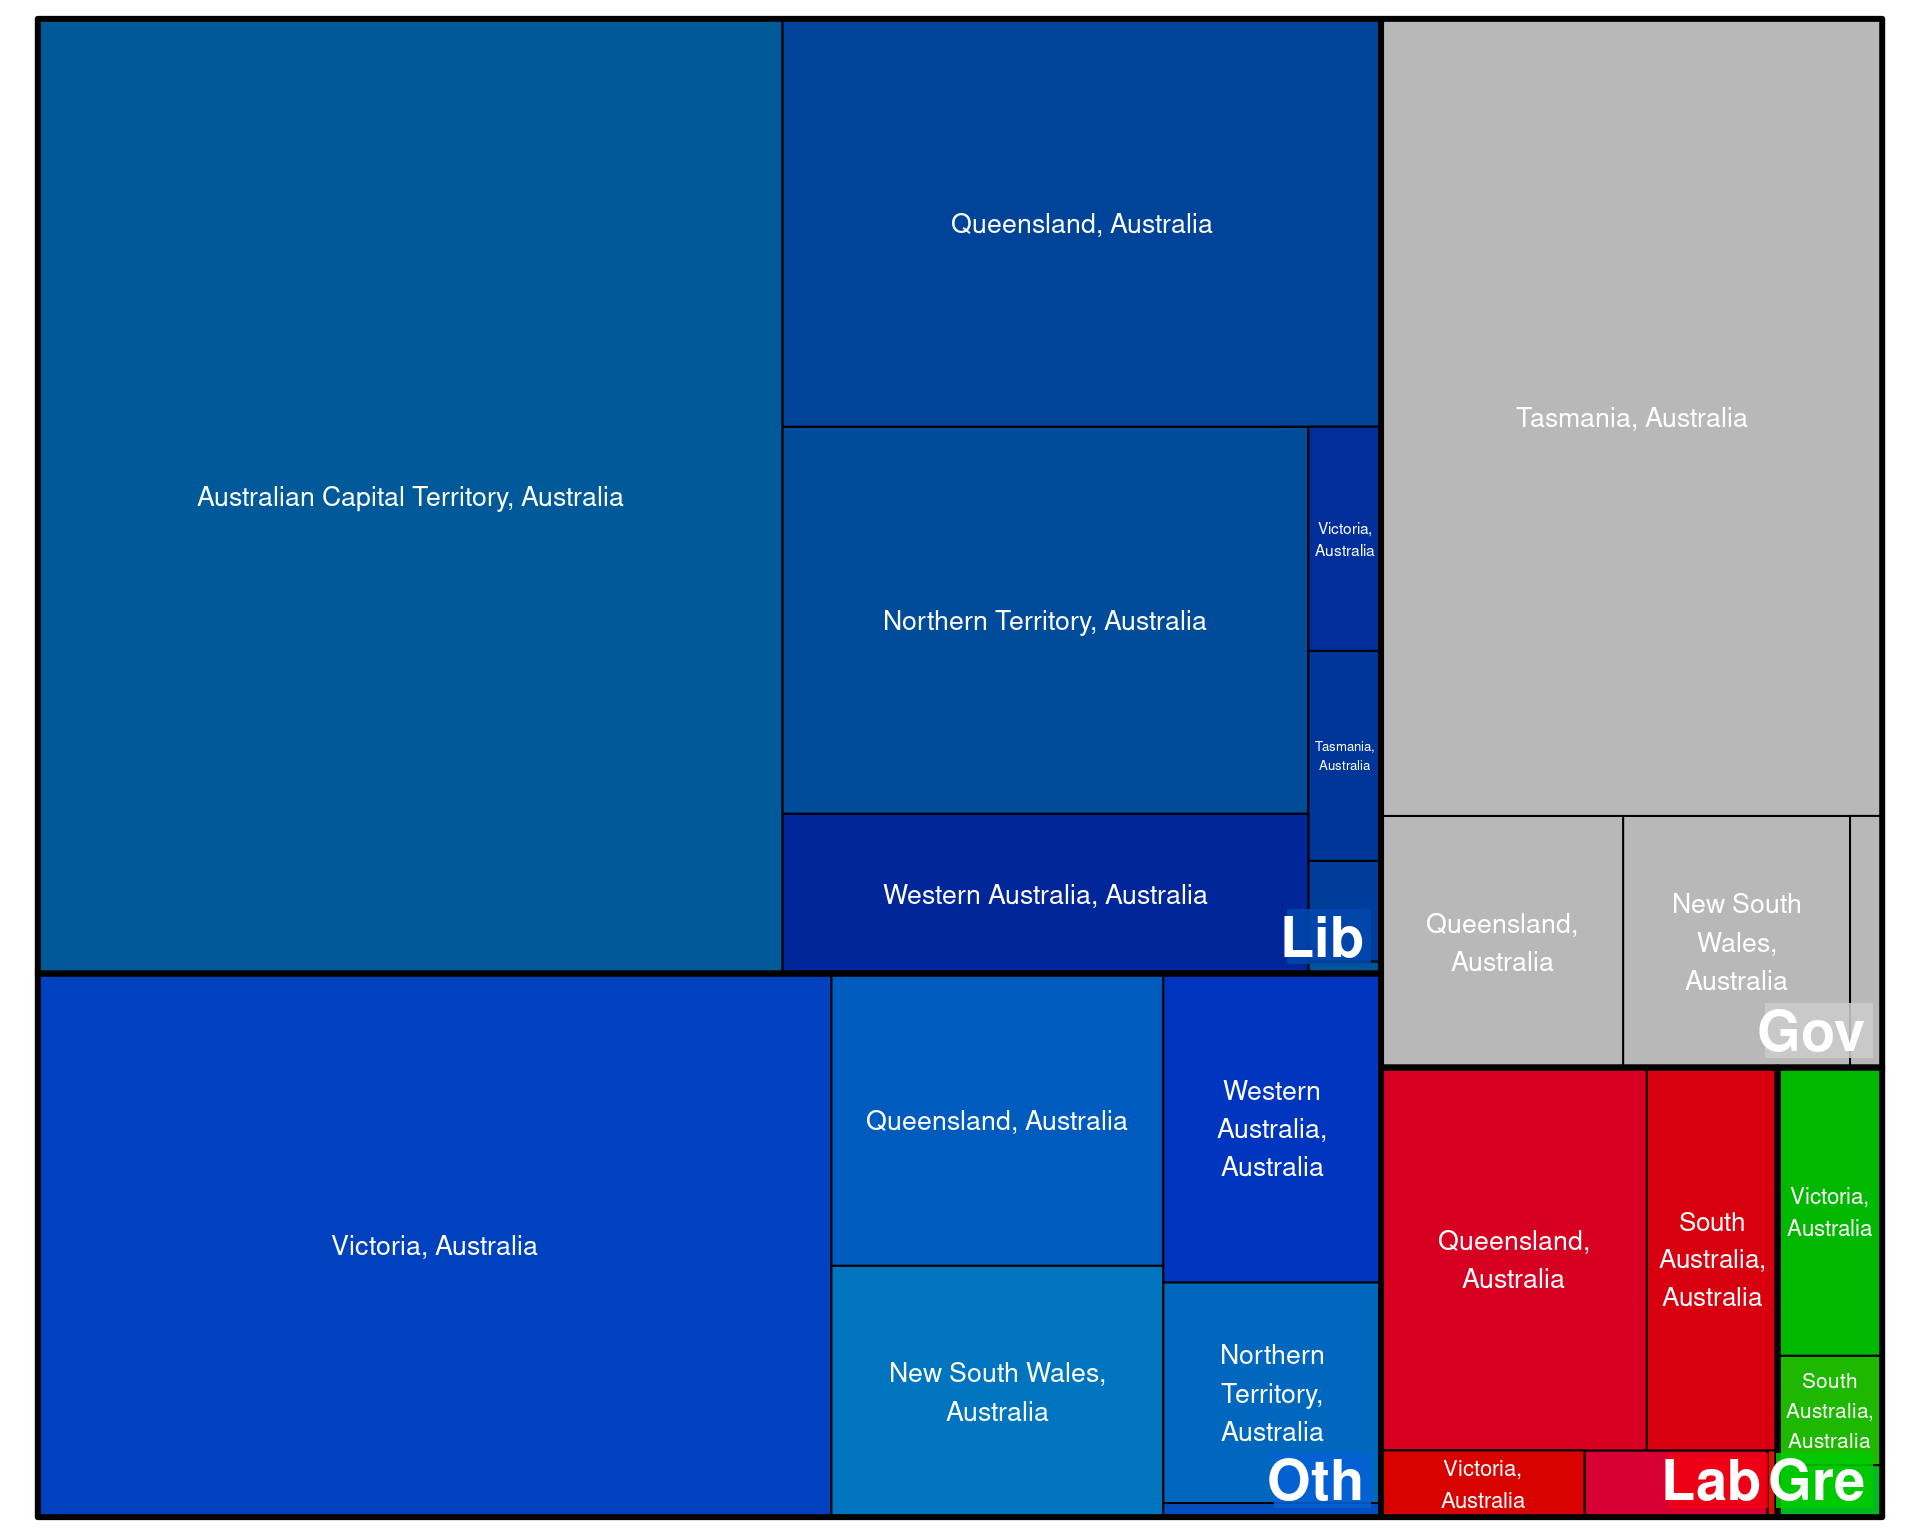 Australian Capital Territory, Australia
Queensland, Australia
Northern Territory, Australia
Victoria,
Australia
Tasmania,
Australia
Western Australia, Australia
Lib
Tasmania, Australia
Queensland,
Australia
New South
Wales,
Australia
Gov
Victoria, Australia
Queensland, Australia
New South Wales,
Australia
Western
Australia,
Australia
Northern
Territory,
Australia
Oth
Queensland,
Australia
South
Australia,
Australia
Victoria,
Australia
Lab
Victoria,
Australia
South
Australia,
Australia
Gre